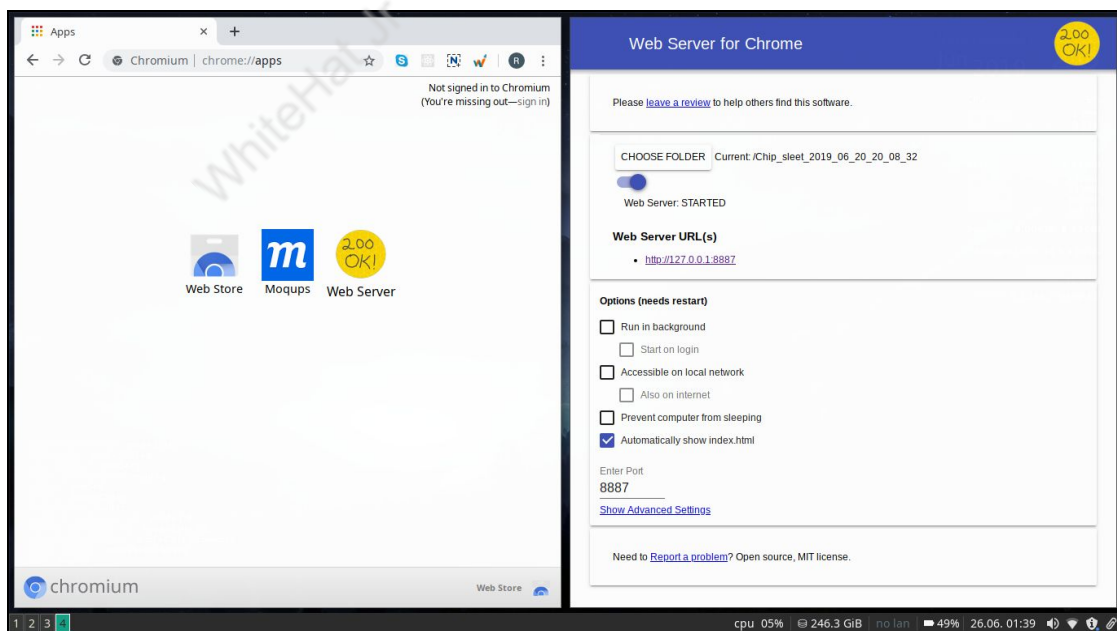 WhiteHat Jr
Apps
Chromium | chrome://apps
R
Not signed in to Chromium
(You're missing out—sign in)
m
200
OK!
Web Store
Moqups
Web Server
chromium
Web Store
Web Server for Chrome
200
OK!
Please leave a review to help others find this software.
CHOOSE FOLDER Current: /Chip_sleet_2019_06_20_20_08_32
Web Server: STARTED
Web Server URL(s)
http://127.0.0.1:8887
Options (needs restart)
Run in background
Start on login
Accessible on local network
Also on internet
Prevent computer from sleeping
Automatically show index.html
Enter Port
8887
Show Advanced Settings
Need to Report a problem? Open source, MIT license.
1 2 3 4
cpu 05% 246.3 GiB no lan 49% 26.06. 01:39